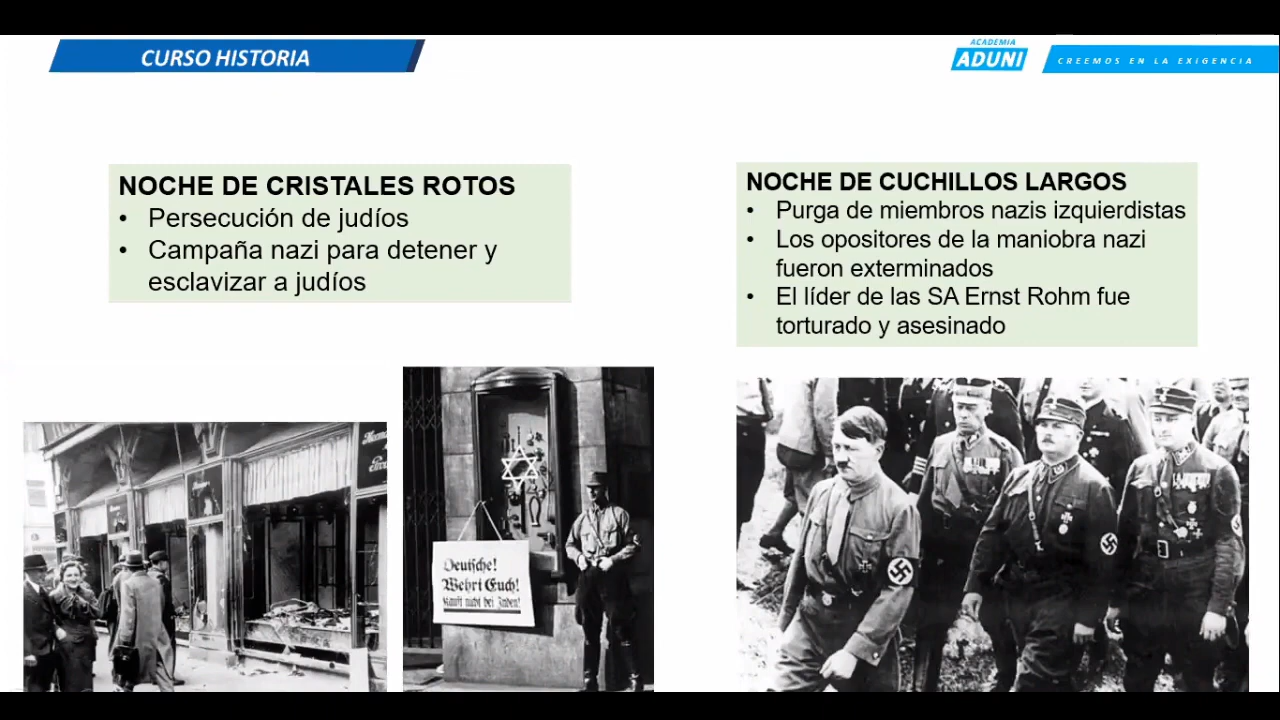 CURSO HISTORIA
ACADEMIA
ADUNI
CREEMOS EN LA EXIGENCIA
NOCHE DE CRISTALES ROTOS
• Persecución de judíos
• Campaña nazi para detener y
esclavizar a judíos
NOCHE DE CUCHILLOS LARGOS
• Purga de miembros nazis izquierdistas
• Los opositores de la maniobra nazi
fueron exterminados
• El líder de las SA Ernst Rohm fue
torturado y asesinado
Deutsche!
Wehrt Euch!
Kauft nicht bei Juden!